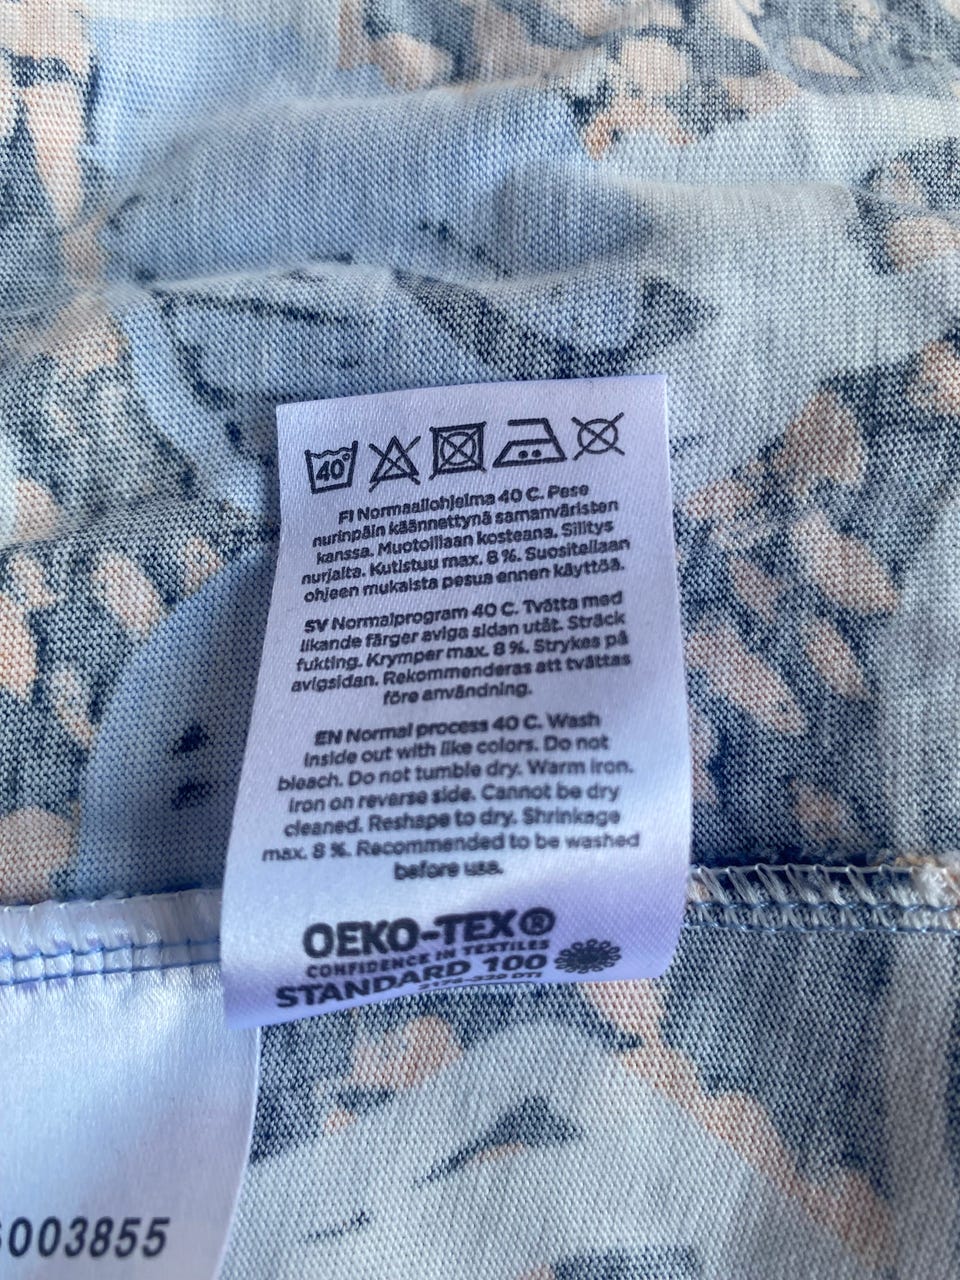 40°
FI Normaaliohjelma 40 C. Pese
nurinpäin käännettynä samanväristen
kanssa. Muotoillaan kosteana. Silitys
nurjalta. Kutistuu max. 8 %. Suositellaan
ohjeen mukaista pesua ennen käyttöä.
SV Normalprogram 40 C. Tvätta med
likande färger aviga sidan utåt. Sträck
fukting. Krymper max. 8 %. Strykes på
avigsidan. Rekommenderas att tvättas
före användning.
EN Normal process 40 C. Wash
inside out with like colors. Do not
bleach. Do not tumble dry. Warm iron.
Iron on reverse side. Cannot be dry
cleaned. Reshape to dry. Shrinkage
max. 8 %. Recommended to be washed
before use.
OEKO-TEX®
CONFIDENCE IN TEXTILES
STANDARD 100
003855